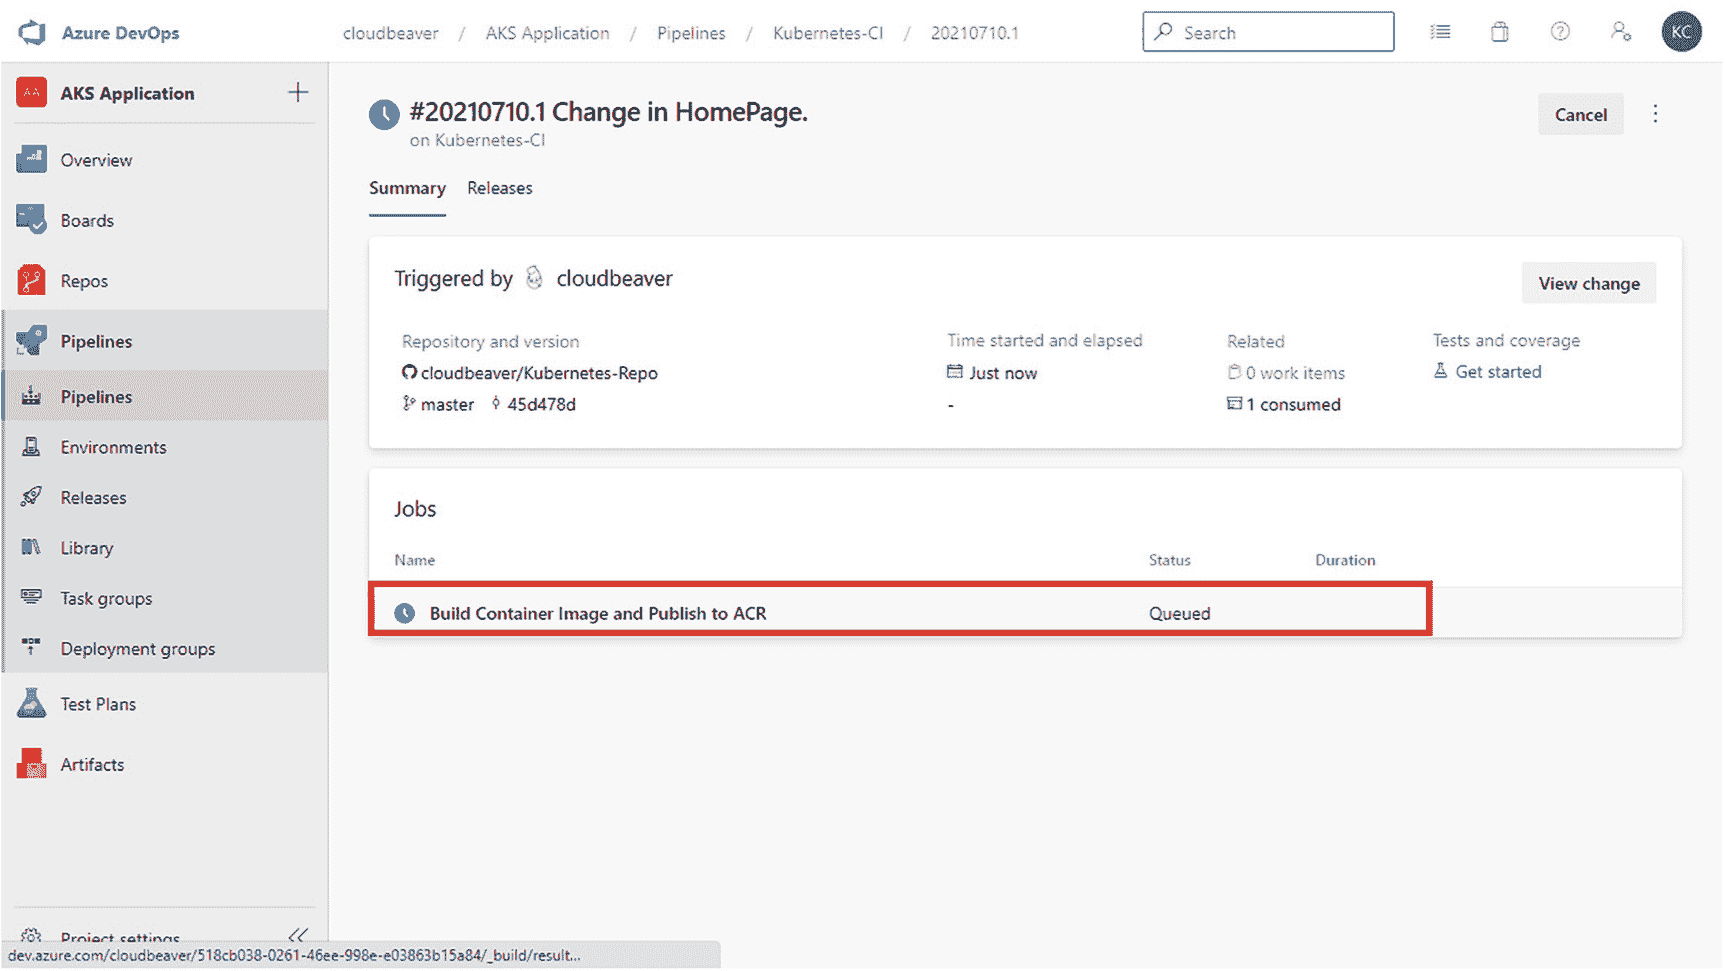 Azure DevOps
cloudbeaver / AKS Application / Pipelines / Kubernetes-CI / 20210710.1
Search
KC
AA AKS Application
Overview
Boards
Repos
Pipelines
Pipelines
Environments
Releases
Library
Task groups
Deployment groups
Test Plans
Artifacts
Project settings
#20210710.1 Change in HomePage.
on Kubernetes-CI
Cancel
Summary Releases
Triggered by cloudbeaver
View change
Repository and version
cloudbeaver/Kubernetes-Repo
master 45d478d
Time started and elapsed
Just now
-
Related
0 work items
1 consumed
Tests and coverage
Get started
Jobs
Name Status Duration
Build Container Image and Publish to ACR Queued
dev.azure.com/cloudbeaver/518cb038-0261-46ee-998e-e03863b15a84/_build/result...